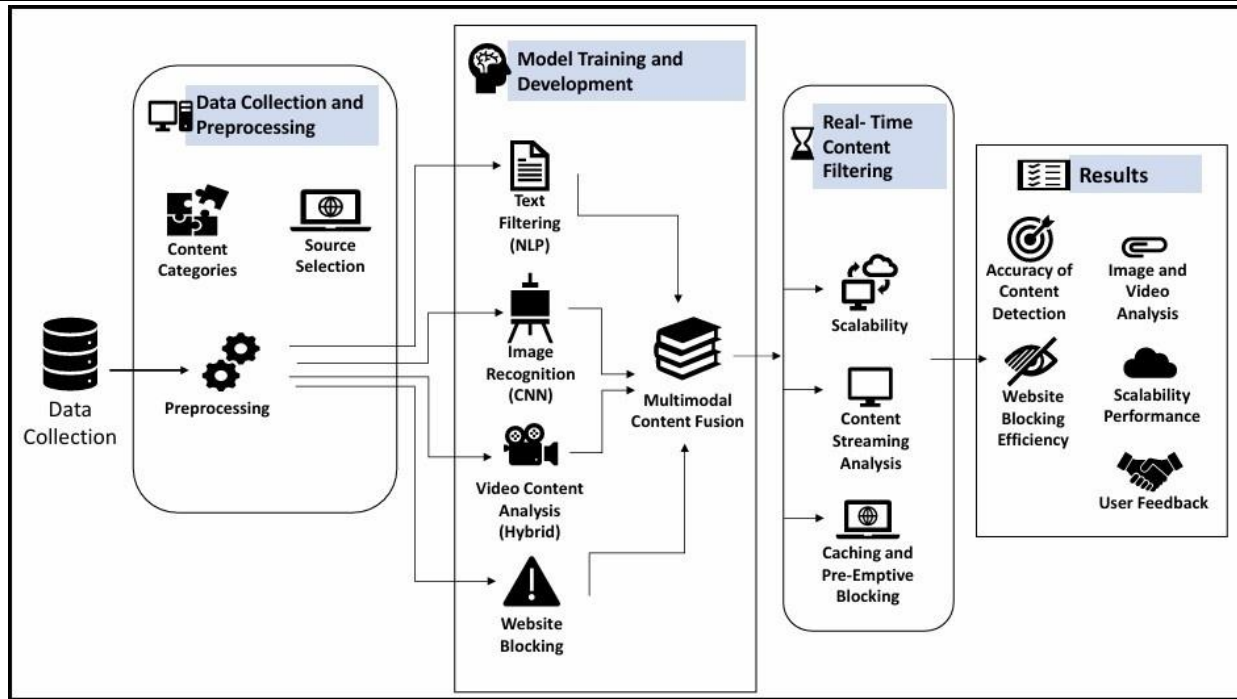 Data
Collection
Data Collection and
Preprocessing
Content
Categories
Source
Selection
Preprocessing
Model Training and
Development
Text
Filtering
(NLP)
Image
Recognition
(CNN)
Video Content
Analysis
(Hybrid)
Website
Blocking
Multimodal
Content Fusion
Real- Time
Content
Filtering
Scalability
Content
Streaming
Analysis
Caching and
Pre-Emptive
Blocking
Results
Accuracy of
Content
Detection
Image and
Video
Analysis
Website
Blocking
Efficiency
Scalability
Performance
User Feedback